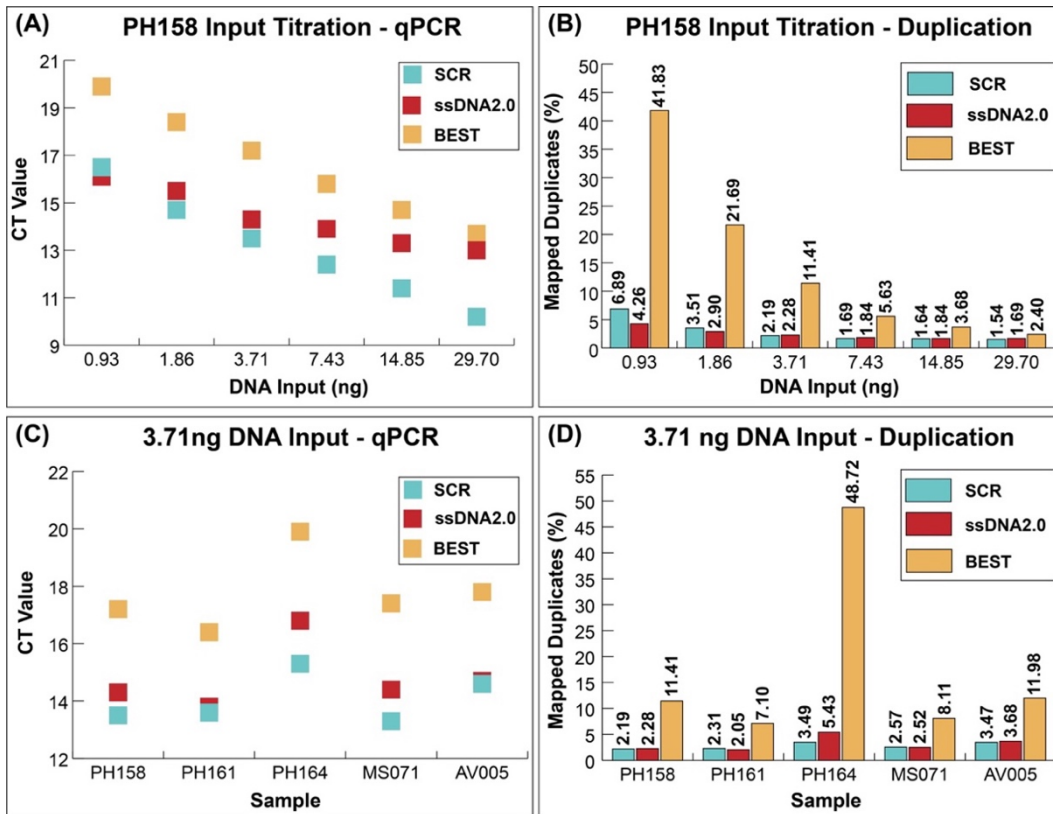 (A) PH158 Input Titration - qPCR
21
19
17
15
13
11
9
CT Value
SCR
ssDNA2.0
BEST
0.93 1.86 3.71 7.43 14.85 29.70
DNA Input (ng)
(B) PH158 Input Titration - Duplication
50
45
40
35
30
25
20
15
10
5
0
Mapped Duplicates (%)
SCR
ssDNA2.0
BEST
6.89 4.26 41.83 3.51 2.90 21.69 2.19 2.28 11.41 1.69 1.84 5.63 1.64 1.84 3.68 1.54 1.69 2.40
0.93 1.86 3.71 7.43 14.85 29.70
DNA Input (ng)
(C) 3.71ng DNA Input - qPCR
22
20
18
16
14
12
CT Value
SCR
ssDNA2.0
BEST
PH158 PH161 PH164 MS071 AV005
Sample
(D) 3.71 ng DNA Input - Duplication
55
50
45
40
35
30
25
20
15
10
5
0
Mapped Duplicates (%)
SCR
ssDNA2.0
BEST
2.19 2.28 11.41 2.31 2.05 7.10 3.49 5.43 48.72 2.57 2.52 8.11 3.47 3.68 11.98
PH158 PH161 PH164 MS071 AV005
Sample